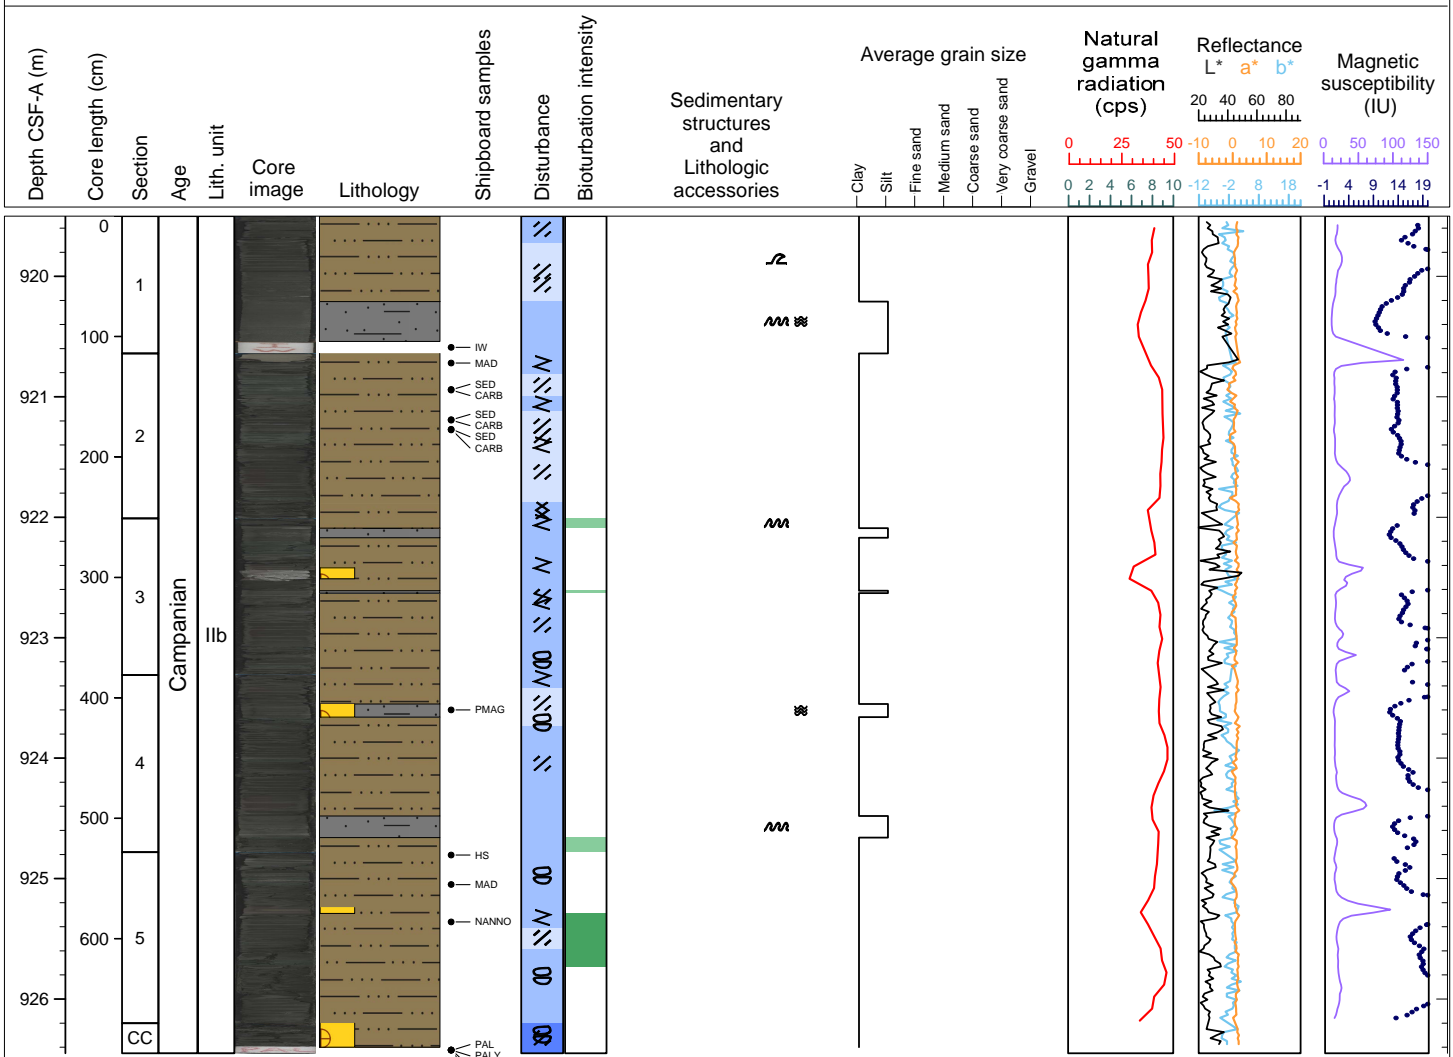 Depth CSF-A (m)
Core length (cm)
Section
Age
Lith. unit
Core
image
Lithology
Shipboard samples
Disturbance
Bioturbation intensity
Sedimentary
structures
and
Lithologic
accessories
Average grain size
Clay
Silt
Fine sand
Medium sand
Coarse sand
Very coarse sand
Gravel
Natural
gamma
radiation
(cps)
0 25 50
0 2 4 6 8 10
Reflectance
L* a* b*
20 40 60 80
-10 0 10 20
-12 -2 8 18
Magnetic
susceptibility
(IU)
0 50 100 150
-1 4 9 14 19
920
921
922
923
924
925
926
0
100
200
300
400
500
600
1
2
3
4
5
CC
Campanian
IIb
IW
MAD
SED
CARB
SED
CARB
SED
CARB
PMAG
HS
MAD
NANNO
PAL
PALY